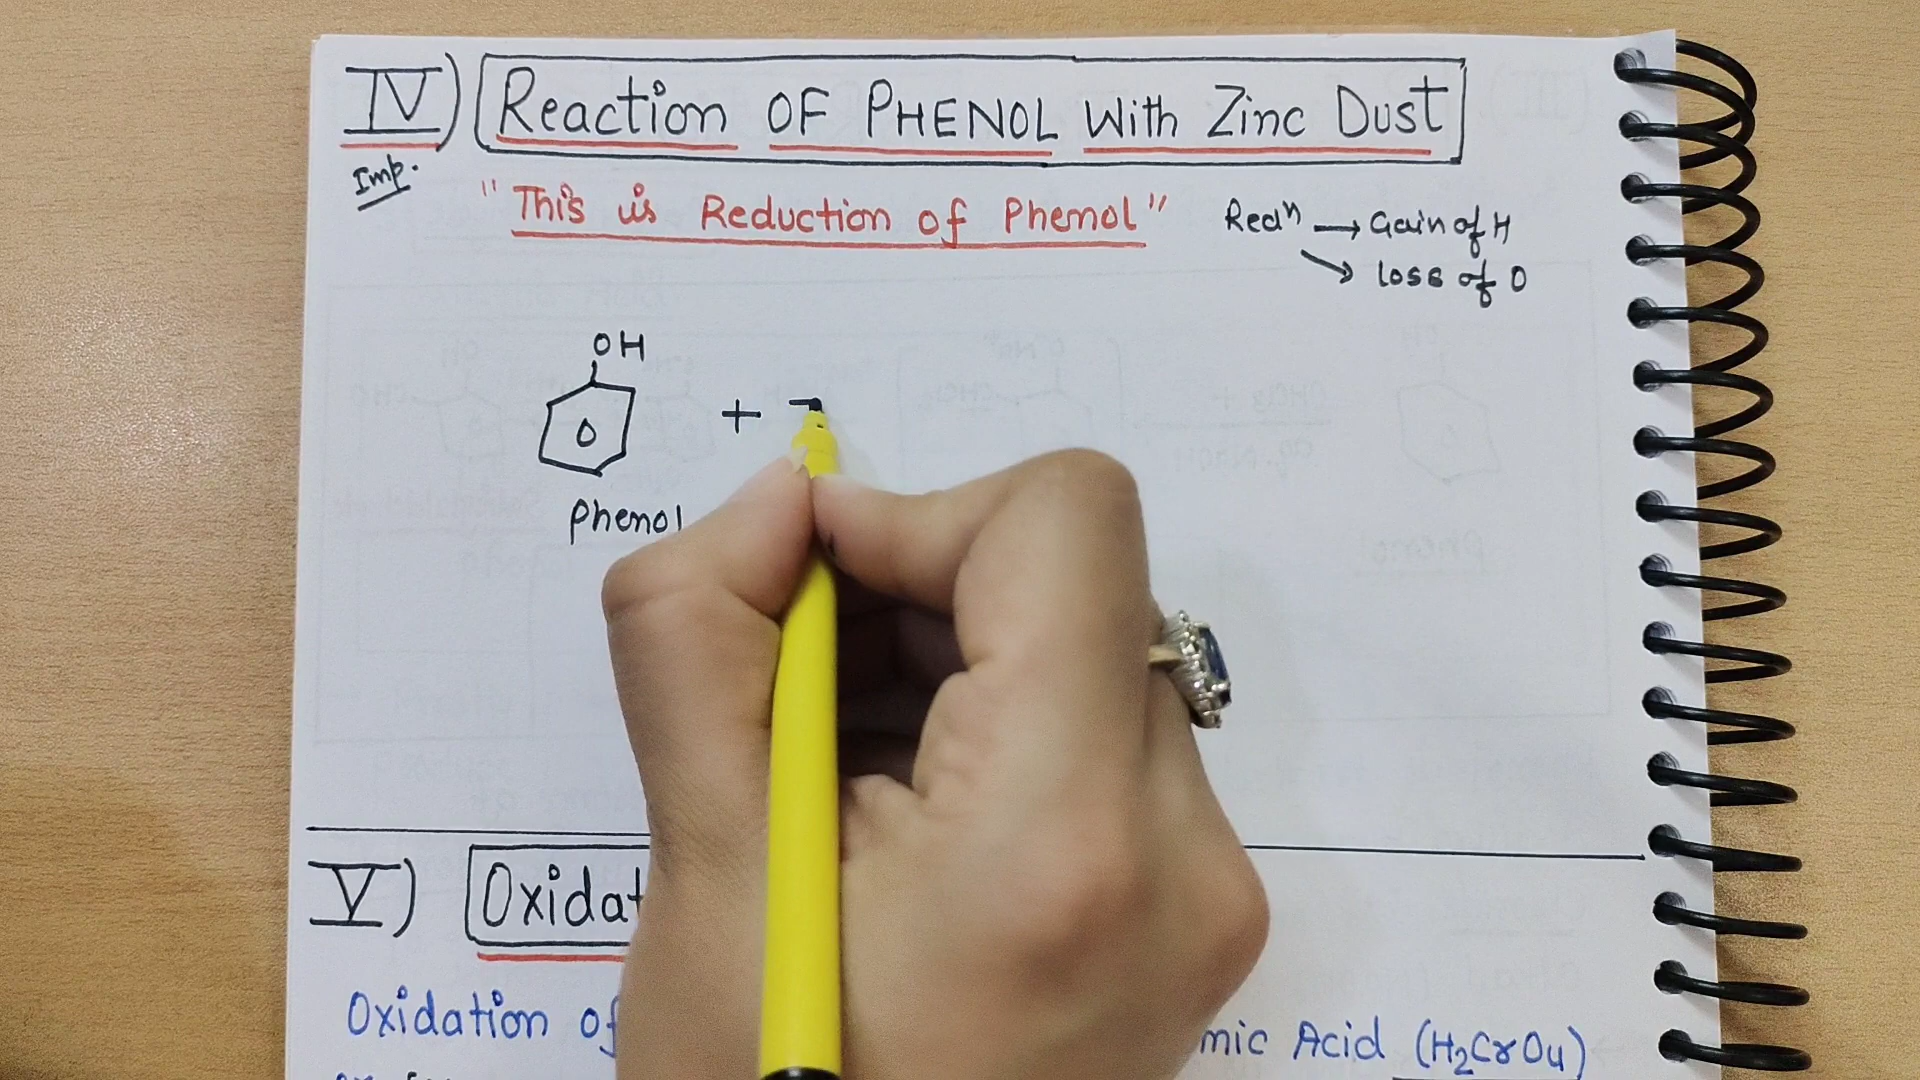 IV) Reaction OF PHENOL With Zinc Dust
Imp.
"This is Reduction of Phenol"
Redⁿ → Gain of H
↘ loss of O
OH
+
Phenol
V) Oxidat
Oxidation of
mic Acid (H₂CrO₄)